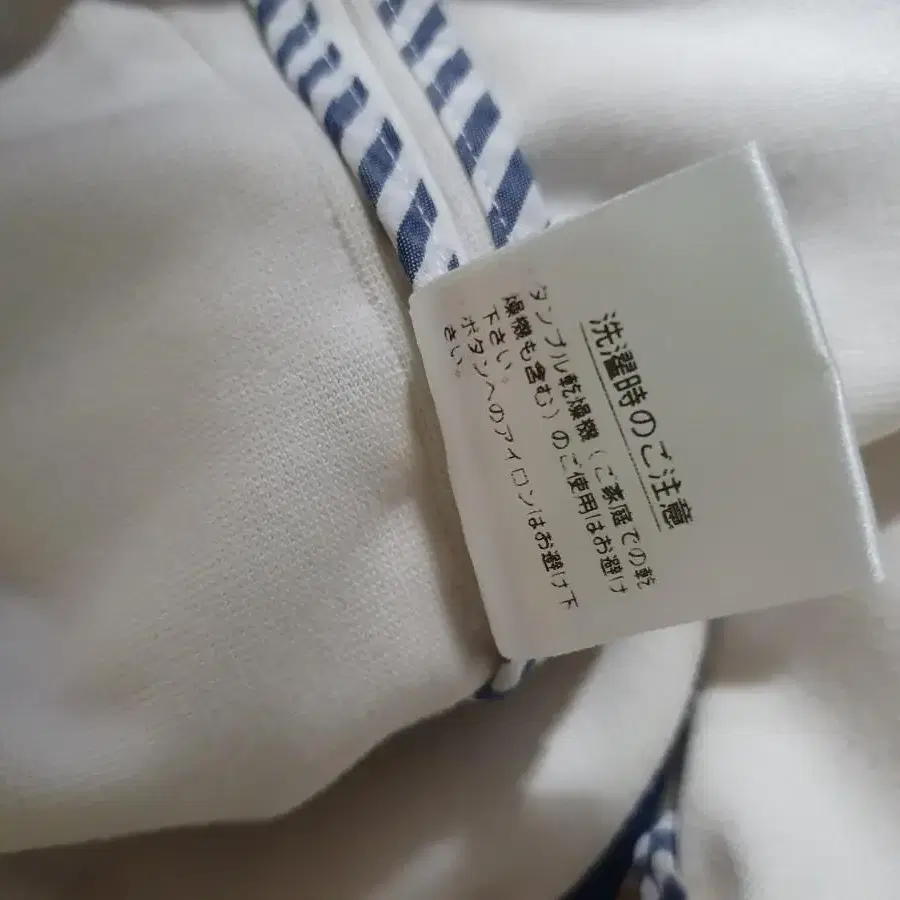 洗濯時のご注意
タンブル乾燥機（ご家庭での乾
燥機も含む）のご使用はお避け
下さい。
ボタンへのアイロンはお避け下
さい。